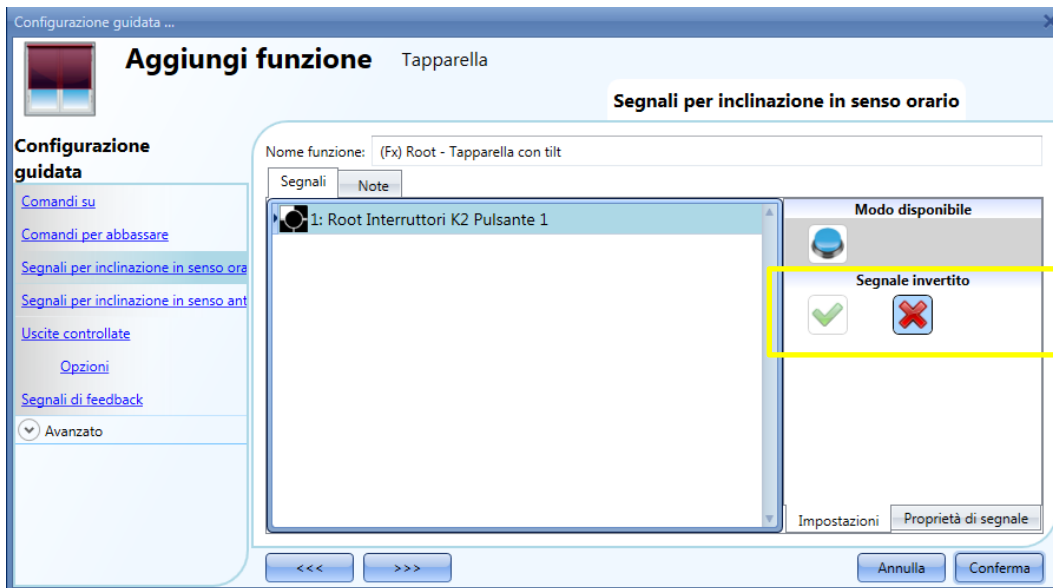 Configurazione guidata ...
Aggiungi funzione Tapparella
Segnali per inclinazione in senso orario
Configurazione
guidata
Comandi su
Comandi per abbassare
Segnali per inclinazione in senso ora
Segnali per inclinazione in senso ant
Uscite controllate
Opzioni
Segnali di feedback
Avanzato
Nome funzione: (Fx) Root - Tapparella con tilt
Segnali Note
1: Root Interruttori K2 Pulsante 1
Modo disponibile
Segnale invertito
Impostazioni Proprietà di segnale
<<< >>> Annulla Conferma